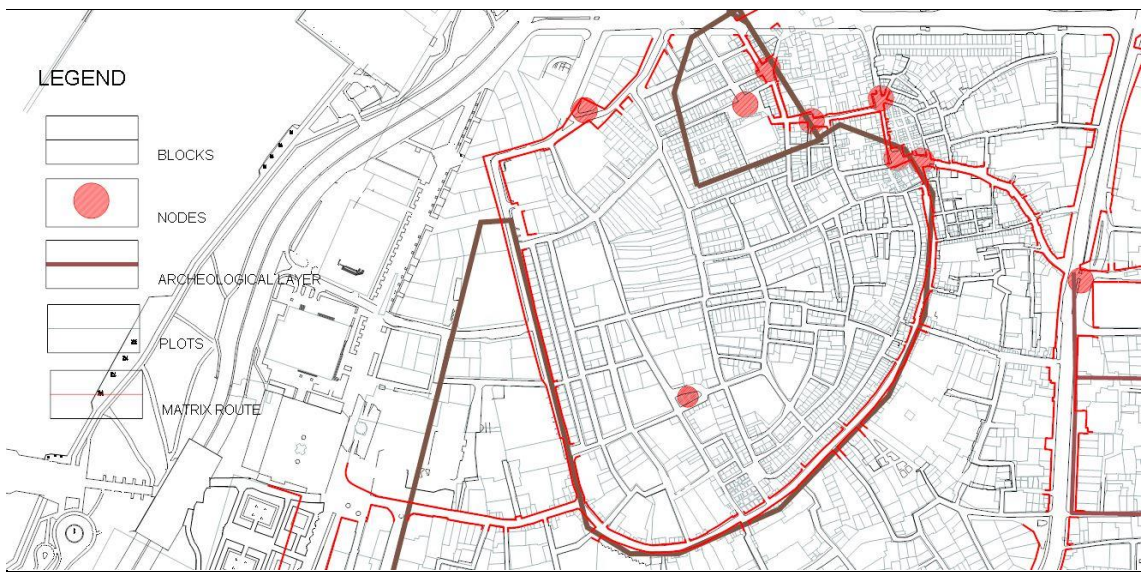 LEGEND
BLOCKS
NODES
ARCHEOLOGICAL LAYER
PLOTS
MATRIX ROUTE